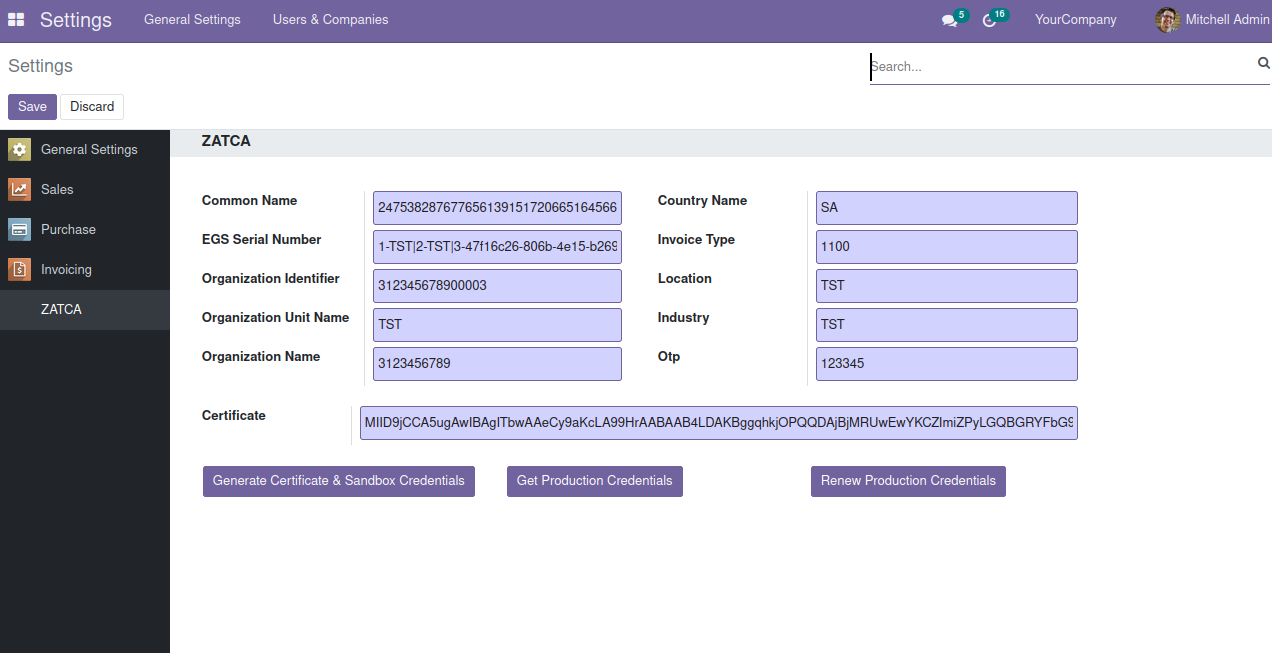 Settings General Settings Users & Companies 5 16 YourCompany Mitchell Admin
Settings Search...
Save Discard
General Settings
Sales
Purchase
Invoicing
ZATCA
ZATCA
Common Name 247538287677656139151720665164566 Country Name SA
EGS Serial Number 1-TST|2-TST|3-47f16c26-806b-4e15-b269 Invoice Type 1100
Organization Identifier 312345678900003 Location TST
Organization Unit Name TST Industry TST
Organization Name 3123456789 Otp 123345
Certificate MIID9jCCA5ugAwIBAgITbwAAeCy9aKcLA99HrAABAAB4LDAKBggqhkjOPQQDAjBjMRUwEwYKCZImiZPyLGQBGRYFbG9
Generate Certificate & Sandbox Credentials Get Production Credentials Renew Production Credentials